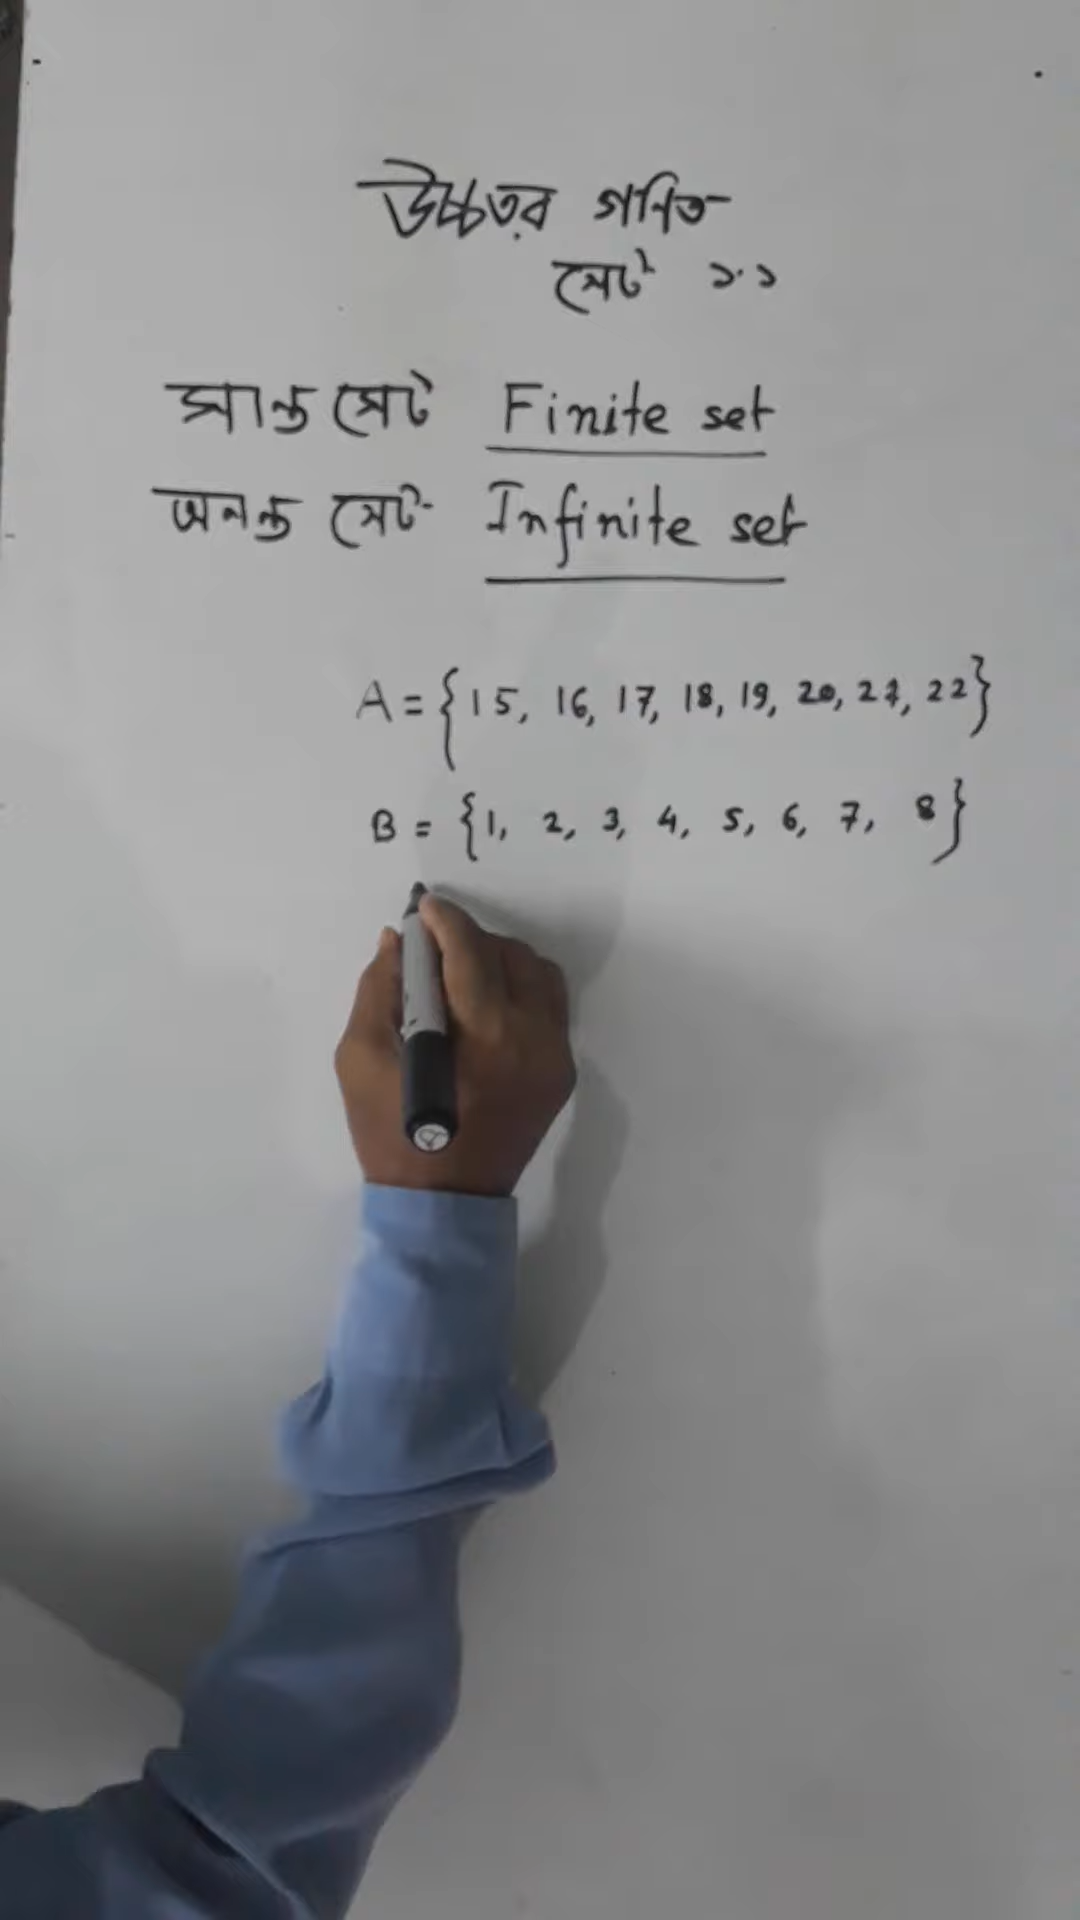 উচ্চতর গণিত
সেট ১.১
সান্ত সেট Finite set
অনন্ত সেট Infinite set
A = {15, 16, 17, 18, 19, 20, 21, 22}
B = {1, 2, 3, 4, 5, 6, 7, 8}